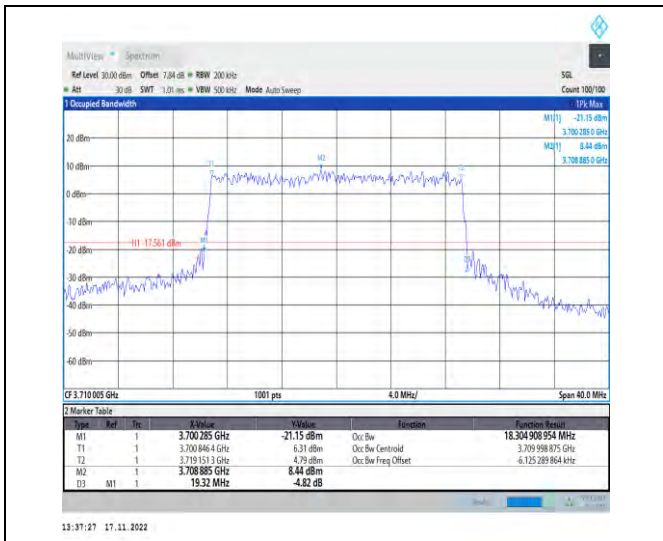 MultiView Spectrum
Ref Level 30.00 dBm Offset 7.84 dB RBW 200 kHz SGL
Att 30 dB SWT 1.01 ms VBW 500 kHz Mode Auto Sweep Count 100/100
1 Occupied Bandwidth 1Pk Max
M1[1] -21.15 dBm
3.700 285 0 GHz
M2[1] 8.44 dBm
3.708 885 0 GHz
20 dBm
10 dBm
T1 M2 T2
0 dBm
-10 dBm
H1 -17.561 dBm
M1
-20 dBm
D3
-30 dBm
-40 dBm
-50 dBm
-60 dBm
CF 3.710 005 GHz 1001 pts 4.0 MHz/ Span 40.0 MHz
2 Marker Table
Type Ref Trc X-Value Y-Value Function Function Result
M1 1 3.700 285 GHz -21.15 dBm Occ Bw 18.304 908 954 MHz
T1 1 3.700 846 4 GHz 6.31 dBm Occ Bw Centroid 3.709 998 875 GHz
T2 1 3.719 151 3 GHz 4.79 dBm Occ Bw Freq Offset -6.125 289 864 kHz
M2 1 3.708 885 GHz 8.44 dBm
D3 M1 1 19.32 MHz -4.82 dB
13:37:27 17.11.2022